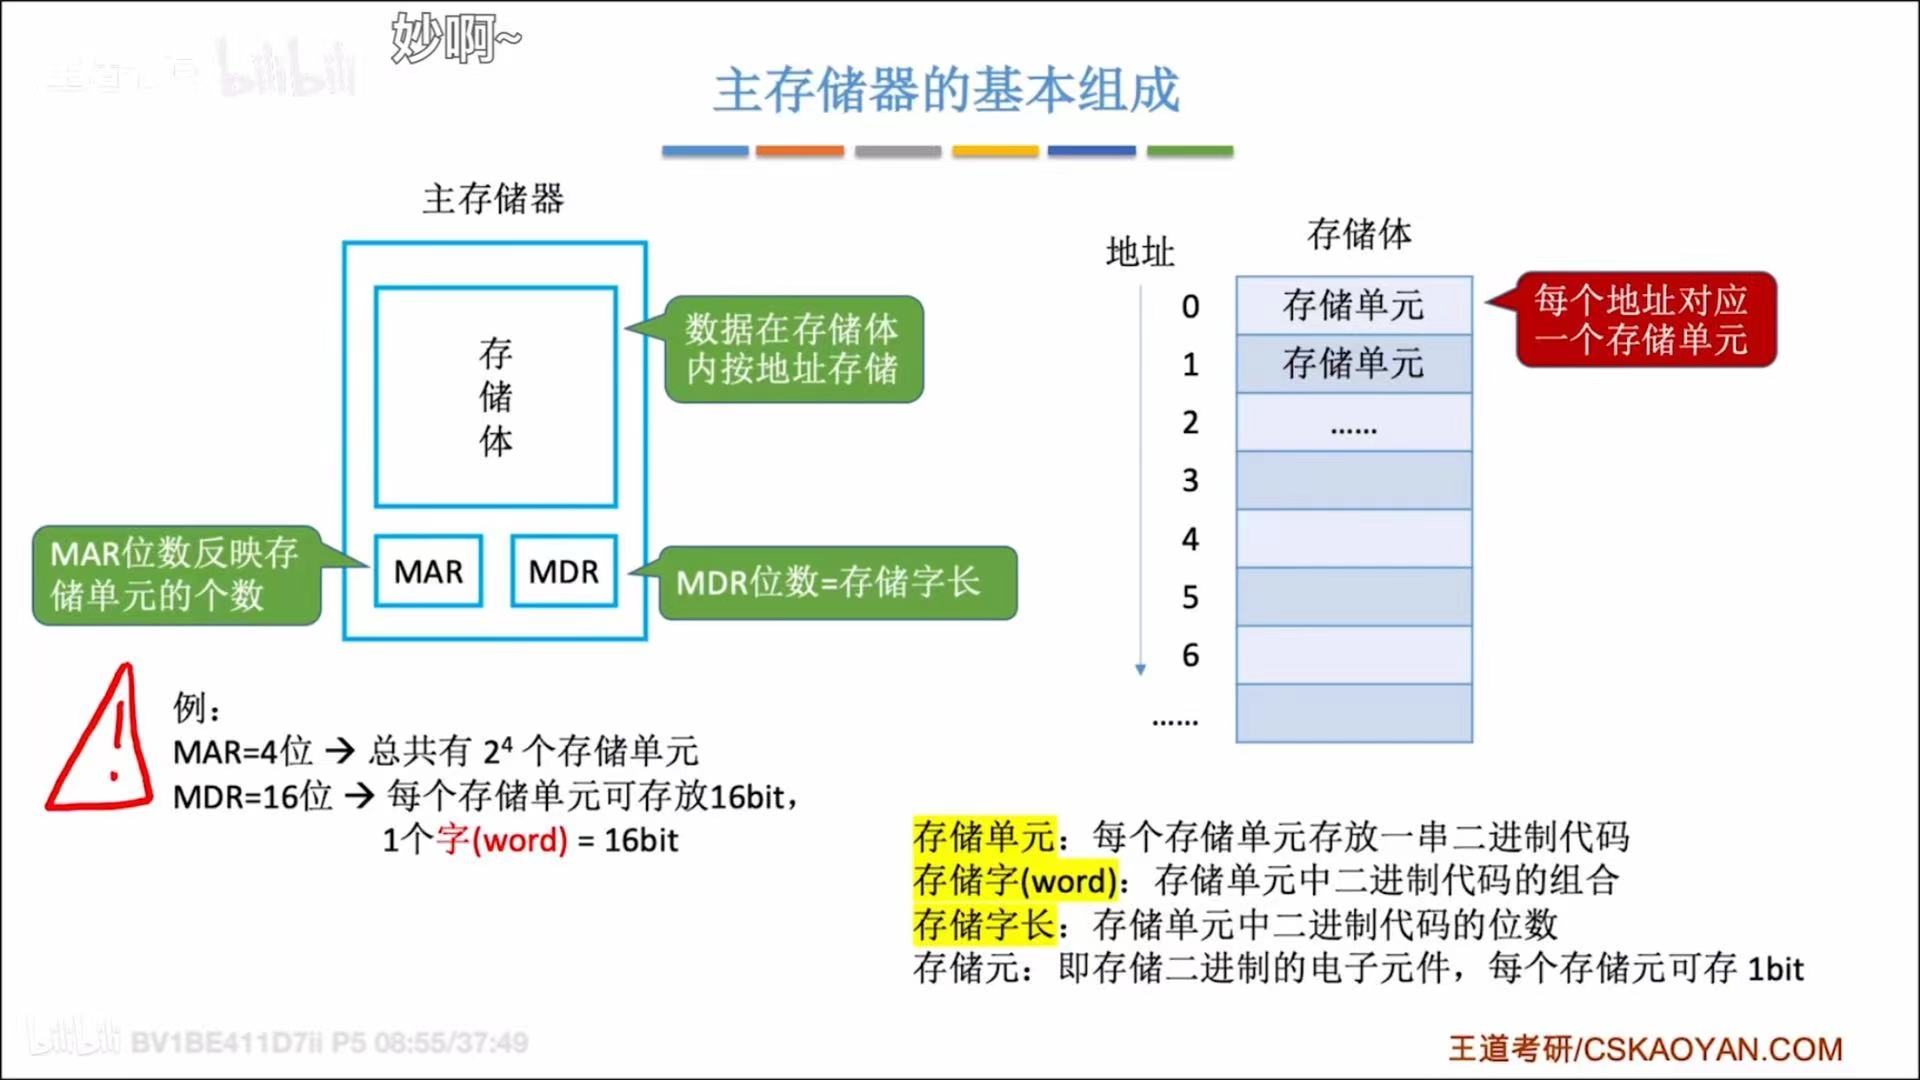 妙啊~
bilibili
主存储器的基本组成
主存储器
存
储
体
MAR
MDR
数据在存储体
内按地址存储
MAR位数反映存
储单元的个数
MDR位数=存储字长
地址
存储体
0
存储单元
1
存储单元
2
……
3
4
5
6
……
每个地址对应
一个存储单元
例：
MAR=4位 → 总共有 2⁴ 个存储单元
MDR=16位 → 每个存储单元可存放16bit，
1个字(word) = 16bit
存储单元：每个存储单元存放一串二进制代码
存储字(word)：存储单元中二进制代码的组合
存储字长：存储单元中二进制代码的位数
存储元：即存储二进制的电子元件，每个存储元可存 1bit
bilibili BV1BE411D7ii P5 08:55/37:49
王道考研/CSKAOYAN.COM